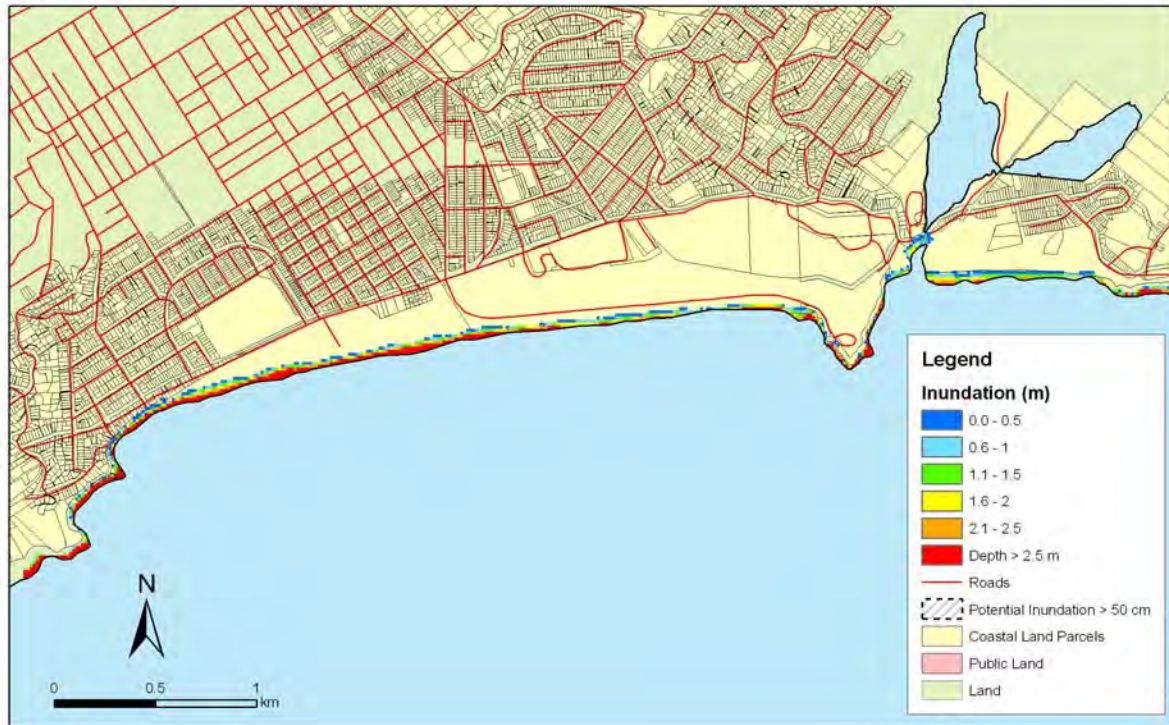 N
0 0.5 1
km
Legend
Inundation (m)
0.0 - 0.5
0.6 - 1
1.1 - 1.5
1.6 - 2
2.1 - 2.5
Depth > 2.5 m
Roads
Potential Inundation > 50 cm
Coastal Land Parcels
Public Land
Land